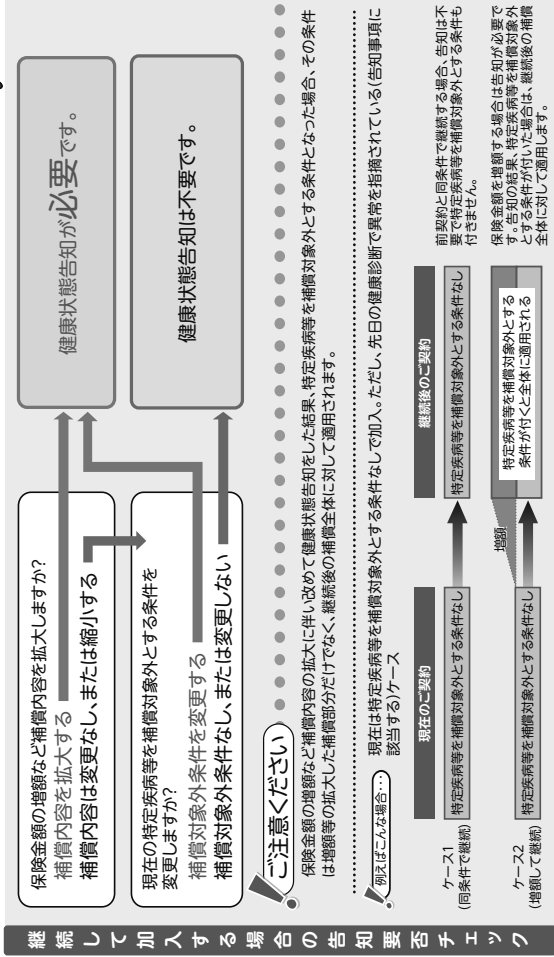 継続して加入する場合の告知要否チェック
保険金額の増額など補償内容を拡大しますか?
補償内容を拡大する
補償内容は変更なし、または縮小する
現在の特定疾病等を補償対象外とする条件を
変更しますか?
補償対象外条件を変更する
補償対象外条件なし、または変更しない
健康状態告知が必要です。
健康状態告知は不要です。
ご注意ください
保険金額の増額など補償内容の拡大に伴い改めて健康状態告知をした結果、特定疾病等を補償対象外とする条件となった場合、その条件
は増額等の拡大した補償部分だけでなく、継続後の補償全体に対して適用されます。
例えばこんな場合・・・
現在は特定疾病等を補償対象外とする条件なしで加入。ただし、先日の健康診断で異常を指摘されている(告知事項に
該当する)ケース
現在のご契約
継続後のご契約
ケース1
(同条件で継続)
特定疾病等を補償対象外とする条件なし
特定疾病等を補償対象外とする条件なし
前契約と同条件で継続する場合、告知は不
要で特定疾病等を補償対象外とする条件も
付きません。
ケース2
(増額して継続)
特定疾病等を補償対象外とする条件なし
増額
特定疾病等を補償対象外とする
条件が付くと全体に適用される
保険金額を増額する場合は告知が必要で
す。告知の結果、特定疾病等を補償対象外
とする条件が付いた場合は、継続後の補償
全体に対して適用します。